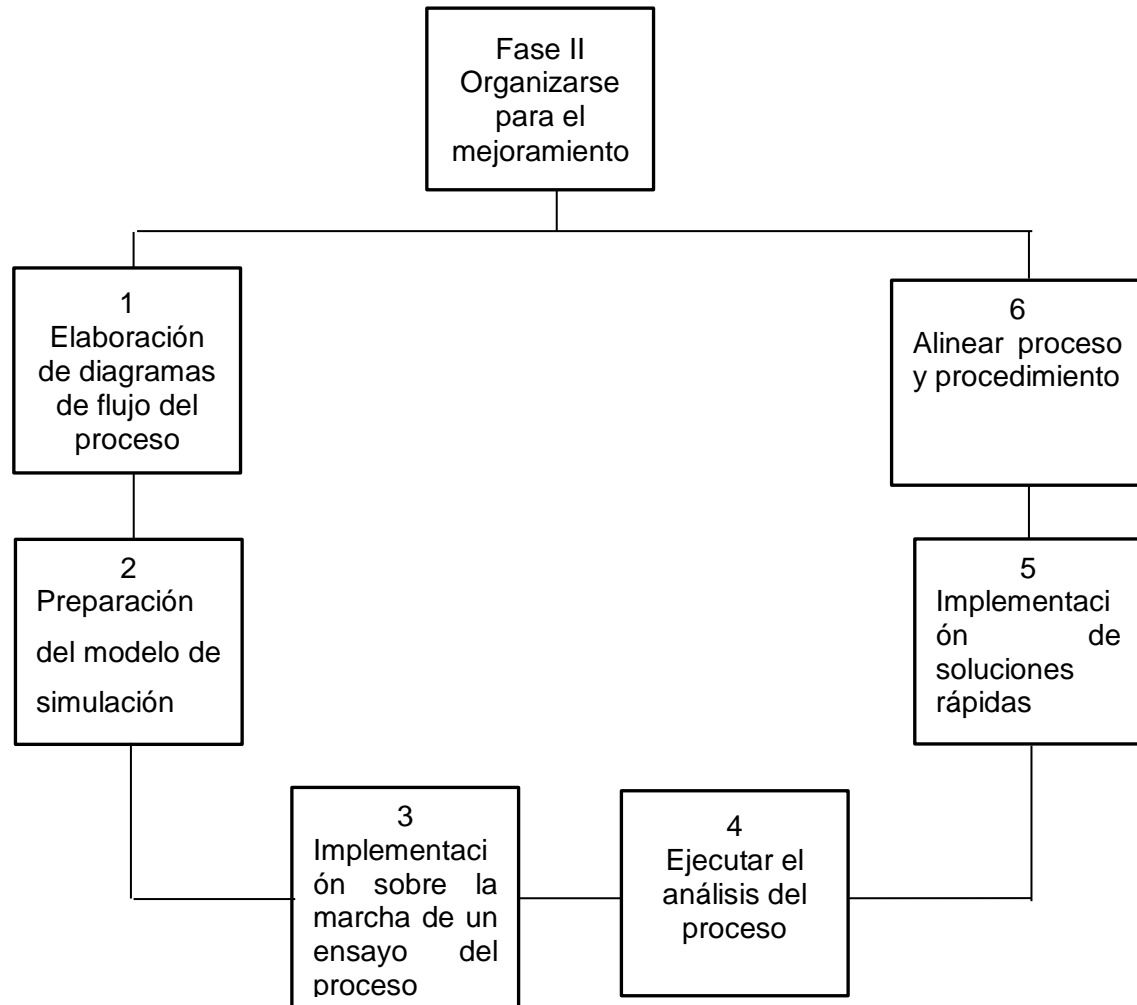 Fase II
Organizarse
para el
mejoramiento
1
Elaboración
de diagramas
de flujo del
proceso
6
Alinear proceso
y procedimiento
2
Preparación
del modelo de
simulación
5
Implementaci
ón de
soluciones
rápidas
3
Implementaci
ón sobre la
marcha de un
ensayo del
proceso
4
Ejecutar el
análisis del
proceso